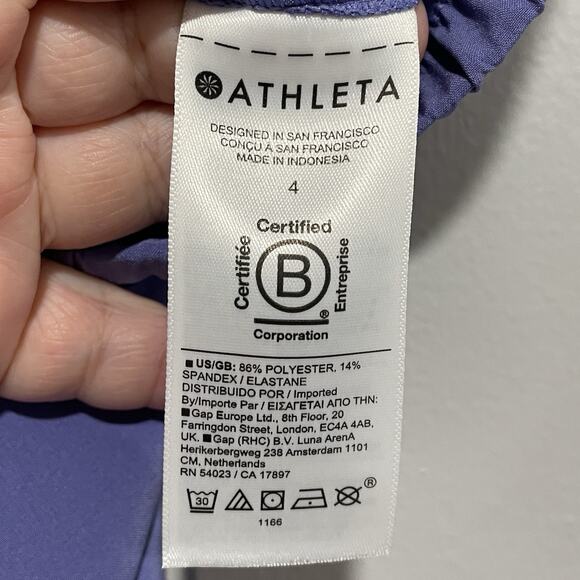 ATHLETA
DESIGNED IN SAN FRANCISCO
CONÇU À SAN FRANCISCO
MADE IN INDONESIA
4
Certified
Certifiée
B
Entreprise
®
Corporation
■ US/GB: 86% POLYESTER. 14%
SPANDEX / ELASTANE
DISTRIBUIDO POR / Imported
By/Importe Par / ΕΙΣΑΓΕΤΑΙ ΑΠΟ ΤΗΝ:
■ Gap Europe Ltd., 8th Floor, 20
Farringdon Street, London, EC4A 4AB,
UK. ■ Gap (RHC) B.V. Luna ArenA
Herikerbergweg 238 Amsterdam 1101
CM, Netherlands
RN 54023 / CA 17897
30 ®
1166